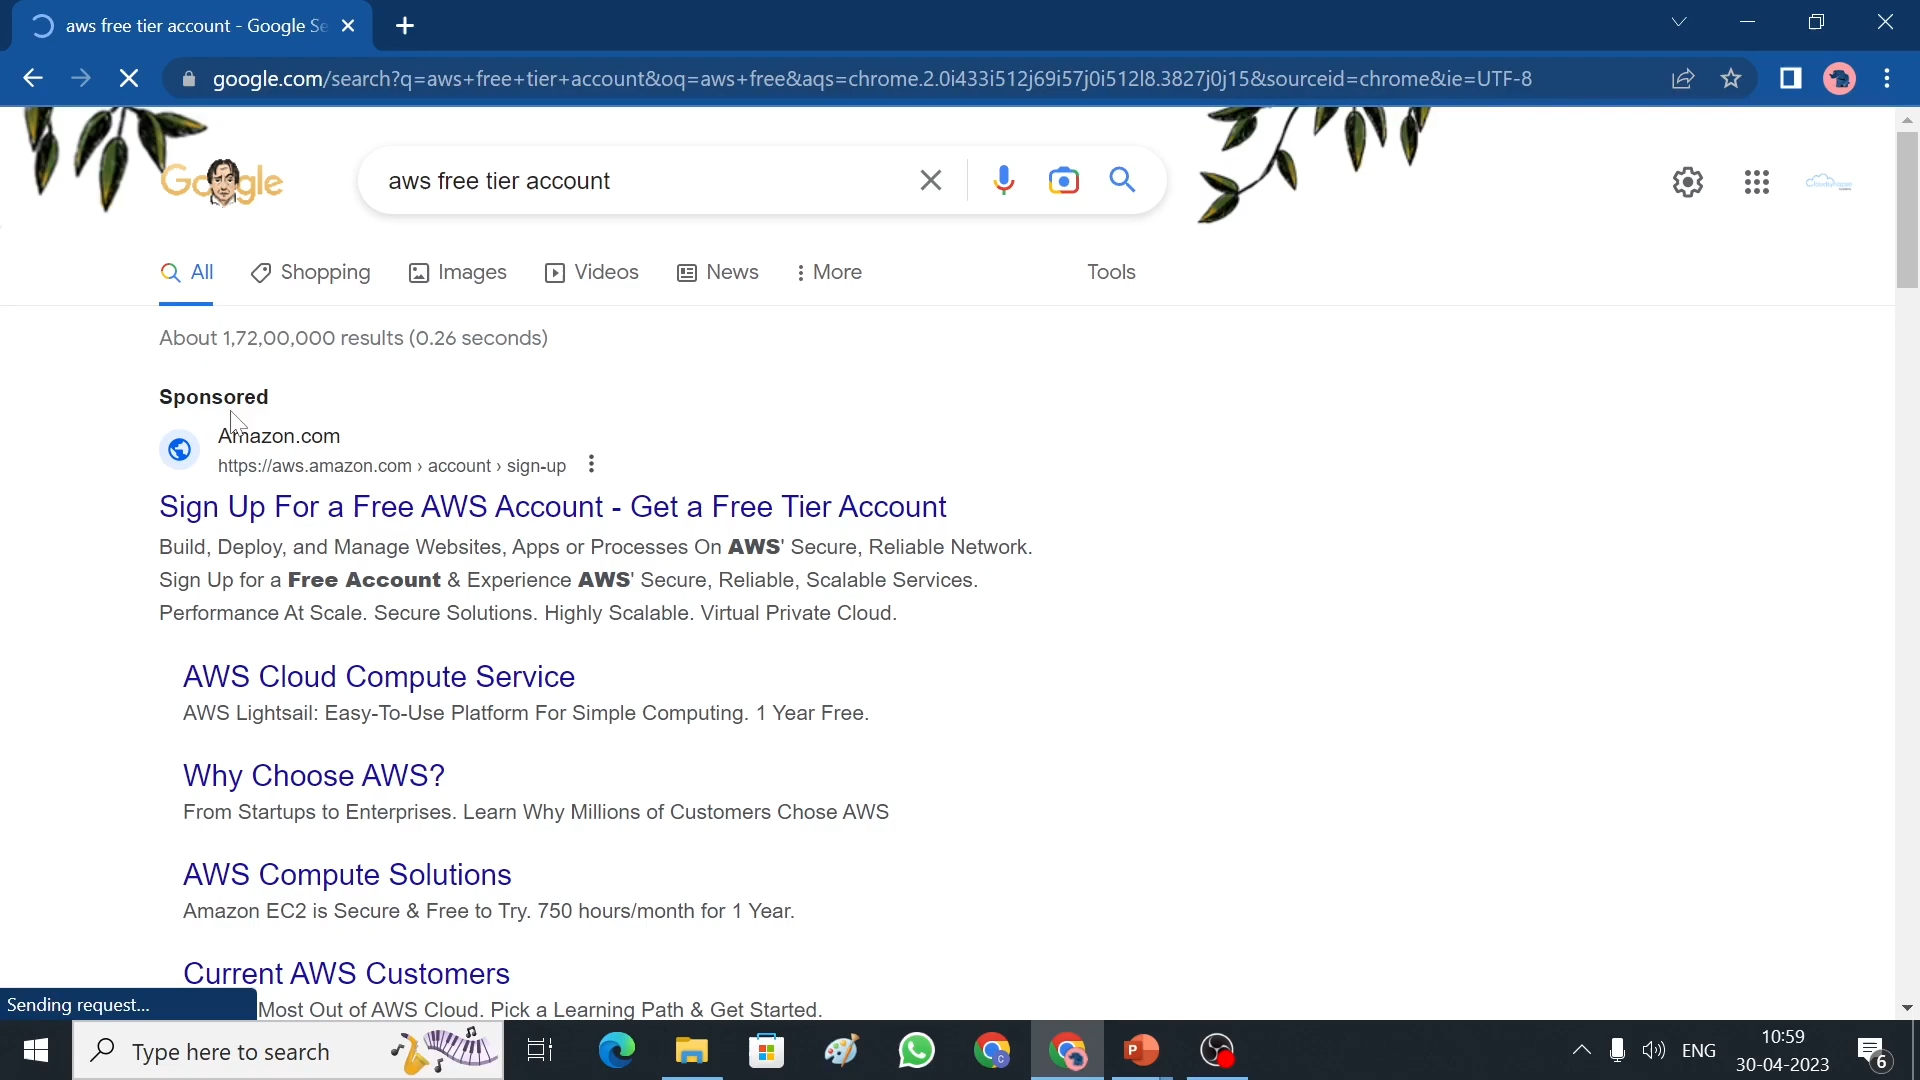 aws free tier account - Google Se
google.com/search?q=aws+free+tier+account&oq=aws+free&aqs=chrome.2.0i433i512j69i57j0i512l8.3827j0j15&sourceid=chrome&ie=UTF-8
aws free tier account
All Shopping Images Videos News More Tools
About 1,72,00,000 results (0.26 seconds)
Sponsored
Amazon.com
https://aws.amazon.com › account › sign-up
Sign Up For a Free AWS Account - Get a Free Tier Account
Build, Deploy, and Manage Websites, Apps or Processes On AWS' Secure, Reliable Network.
Sign Up for a Free Account & Experience AWS' Secure, Reliable, Scalable Services.
Performance At Scale. Secure Solutions. Highly Scalable. Virtual Private Cloud.
AWS Cloud Compute Service
AWS Lightsail: Easy-To-Use Platform For Simple Computing. 1 Year Free.
Why Choose AWS?
From Startups to Enterprises. Learn Why Millions of Customers Chose AWS
AWS Compute Solutions
Amazon EC2 is Secure & Free to Try. 750 hours/month for 1 Year.
Current AWS Customers
Most Out of AWS Cloud. Pick a Learning Path & Get Started.
Sending request...
Type here to search
ENG
10:59
30-04-2023
6